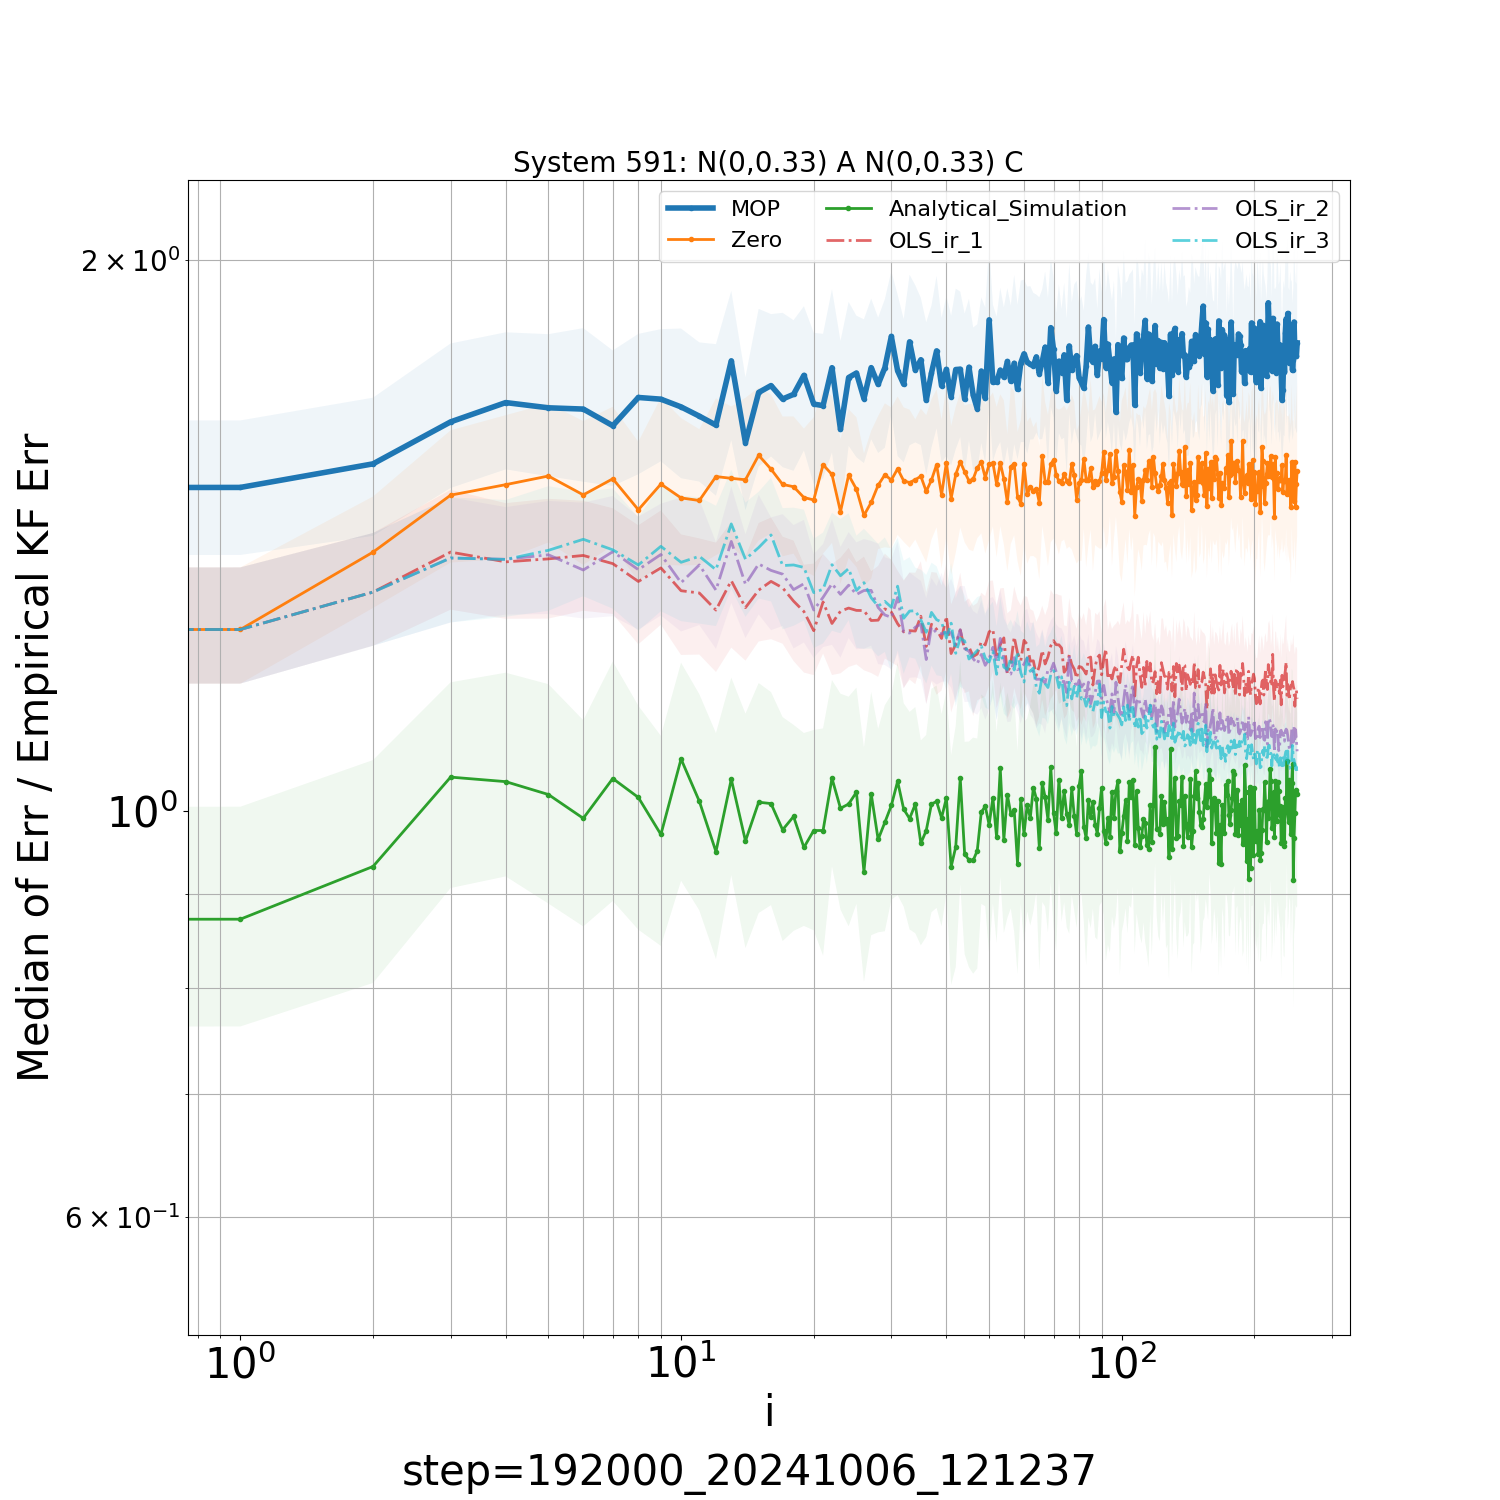 System 591: N(0,0.33) A N(0,0.33) C
MOP
Zero
Analytical_Simulation
OLS_ir_1
OLS_ir_2
OLS_ir_3
Median of Err / Empirical KF Err
2 × 10⁰
10⁰
6 × 10⁻¹
10⁰ 10¹ 10²
i
step=192000_20241006_121237